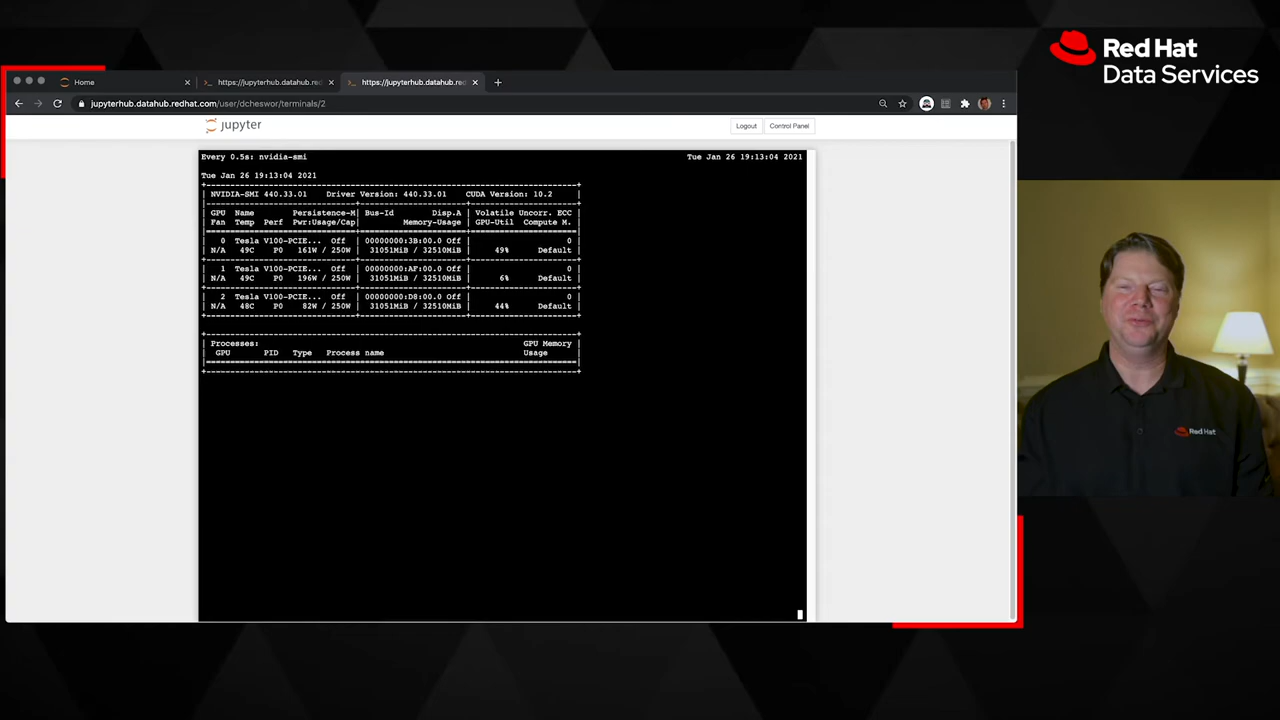 Red Hat
Data Services
Home
https://jupyterhub.datahub.red
https://jupyterhub.datahub.red
jupyterhub.datahub.redhat.com/user/dcheswor/terminals/2
jupyter
Logout
Control Panel
Every 0.5s: nvidia-smi Tue Jan 26 19:13:04 2021
Tue Jan 26 19:13:04 2021
+-----------------------------------------------------------------------------+
| NVIDIA-SMI 440.33.01    Driver Version: 440.33.01    CUDA Version: 10.2     |
|-------------------------------+----------------------+----------------------+
| GPU  Name        Persistence-M| Bus-Id        Disp.A | Volatile Uncorr. ECC |
| Fan  Temp  Perf  Pwr:Usage/Cap|         Memory-Usage | GPU-Util  Compute M. |
|===============================+======================+======================|
|   0  Tesla V100-PCIE...  Off  | 00000000:3B:00.0 Off |                    0 |
| N/A   49C    P0   161W / 250W |  31051MiB / 32510MiB |     49%      Default |
+-------------------------------+----------------------+----------------------+
|   1  Tesla V100-PCIE...  Off  | 00000000:AF:00.0 Off |                    0 |
| N/A   49C    P0   196W / 250W |  31051MiB / 32510MiB |      6%      Default |
+-------------------------------+----------------------+----------------------+
|   2  Tesla V100-PCIE...  Off  | 00000000:D8:00.0 Off |                    0 |
| N/A   48C    P0    82W / 250W |  31051MiB / 32510MiB |     44%      Default |
+-------------------------------+----------------------+----------------------+
+-----------------------------------------------------------------------------+
| Processes:                                                       GPU Memory |
|  GPU       PID   Type   Process name                             Usage      |
|=============================================================================|
+-----------------------------------------------------------------------------+
Red Hat